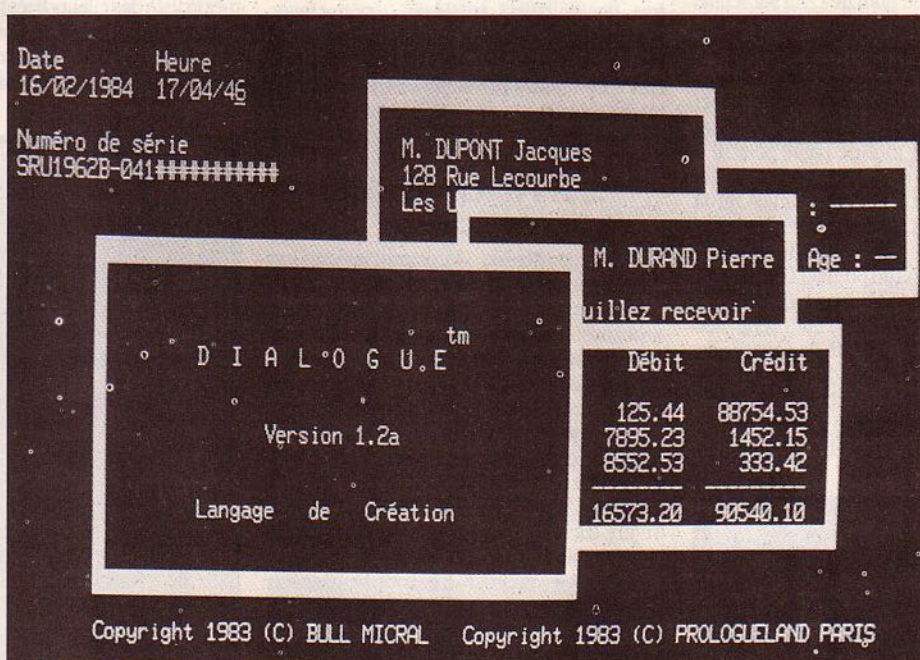 Date Heure
16/02/1984 17/04/46
Numéro de série
SRU1962B-041##########
M. DUPONT Jacques
128 Rue Lecourbe
Les U
: ------
Age : --
M. DURAND Pierre
uillez recevoir
D I A L O G U E tm
Version 1.2a
Langage de Création
Débit Crédit
125.44 88754.53
7895.23 1452.15
8552.53 333.42
16573.20 90540.10
Copyright 1983 (C) BULL MICRAL Copyright 1983 (C) PROLOGUELAND PARIS